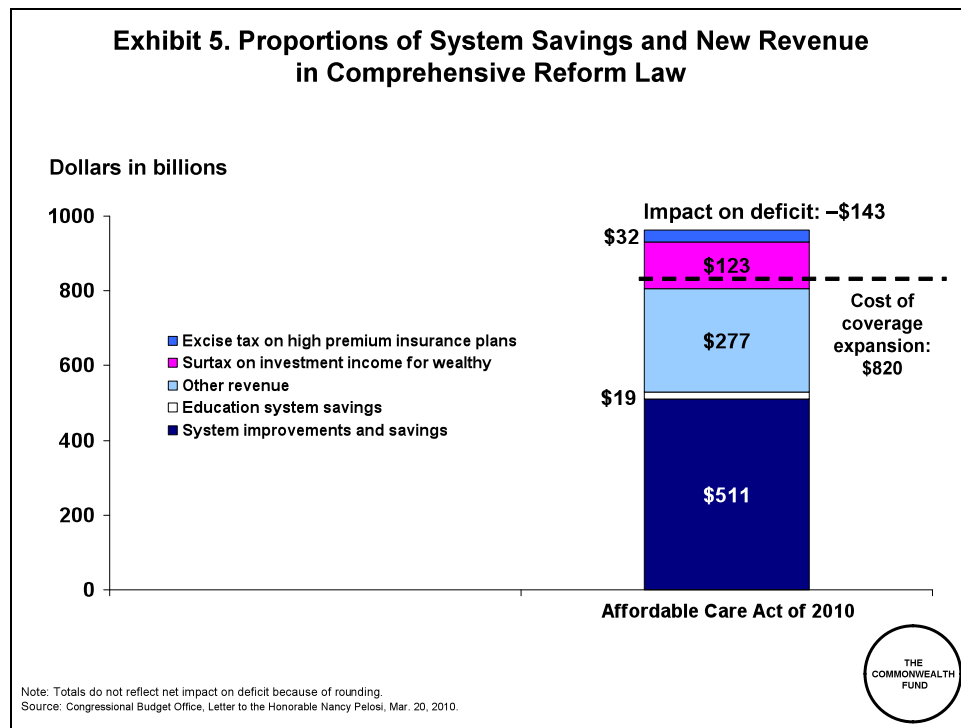 Exhibit 5. Proportions of System Savings and New Revenue
in Comprehensive Reform Law
Dollars in billions
1000
800
600
400
200
0
Impact on deficit: –$143
$32
$123
$277
$19
$511
Cost of
coverage
expansion:
$820
Excise tax on high premium insurance plans
Surtax on investment income for wealthy
Other revenue
Education system savings
System improvements and savings
Affordable Care Act of 2010
THE
COMMONWEALTH
FUND
Note: Totals do not reflect net impact on deficit because of rounding.
Source: Congressional Budget Office, Letter to the Honorable Nancy Pelosi, Mar. 20, 2010.